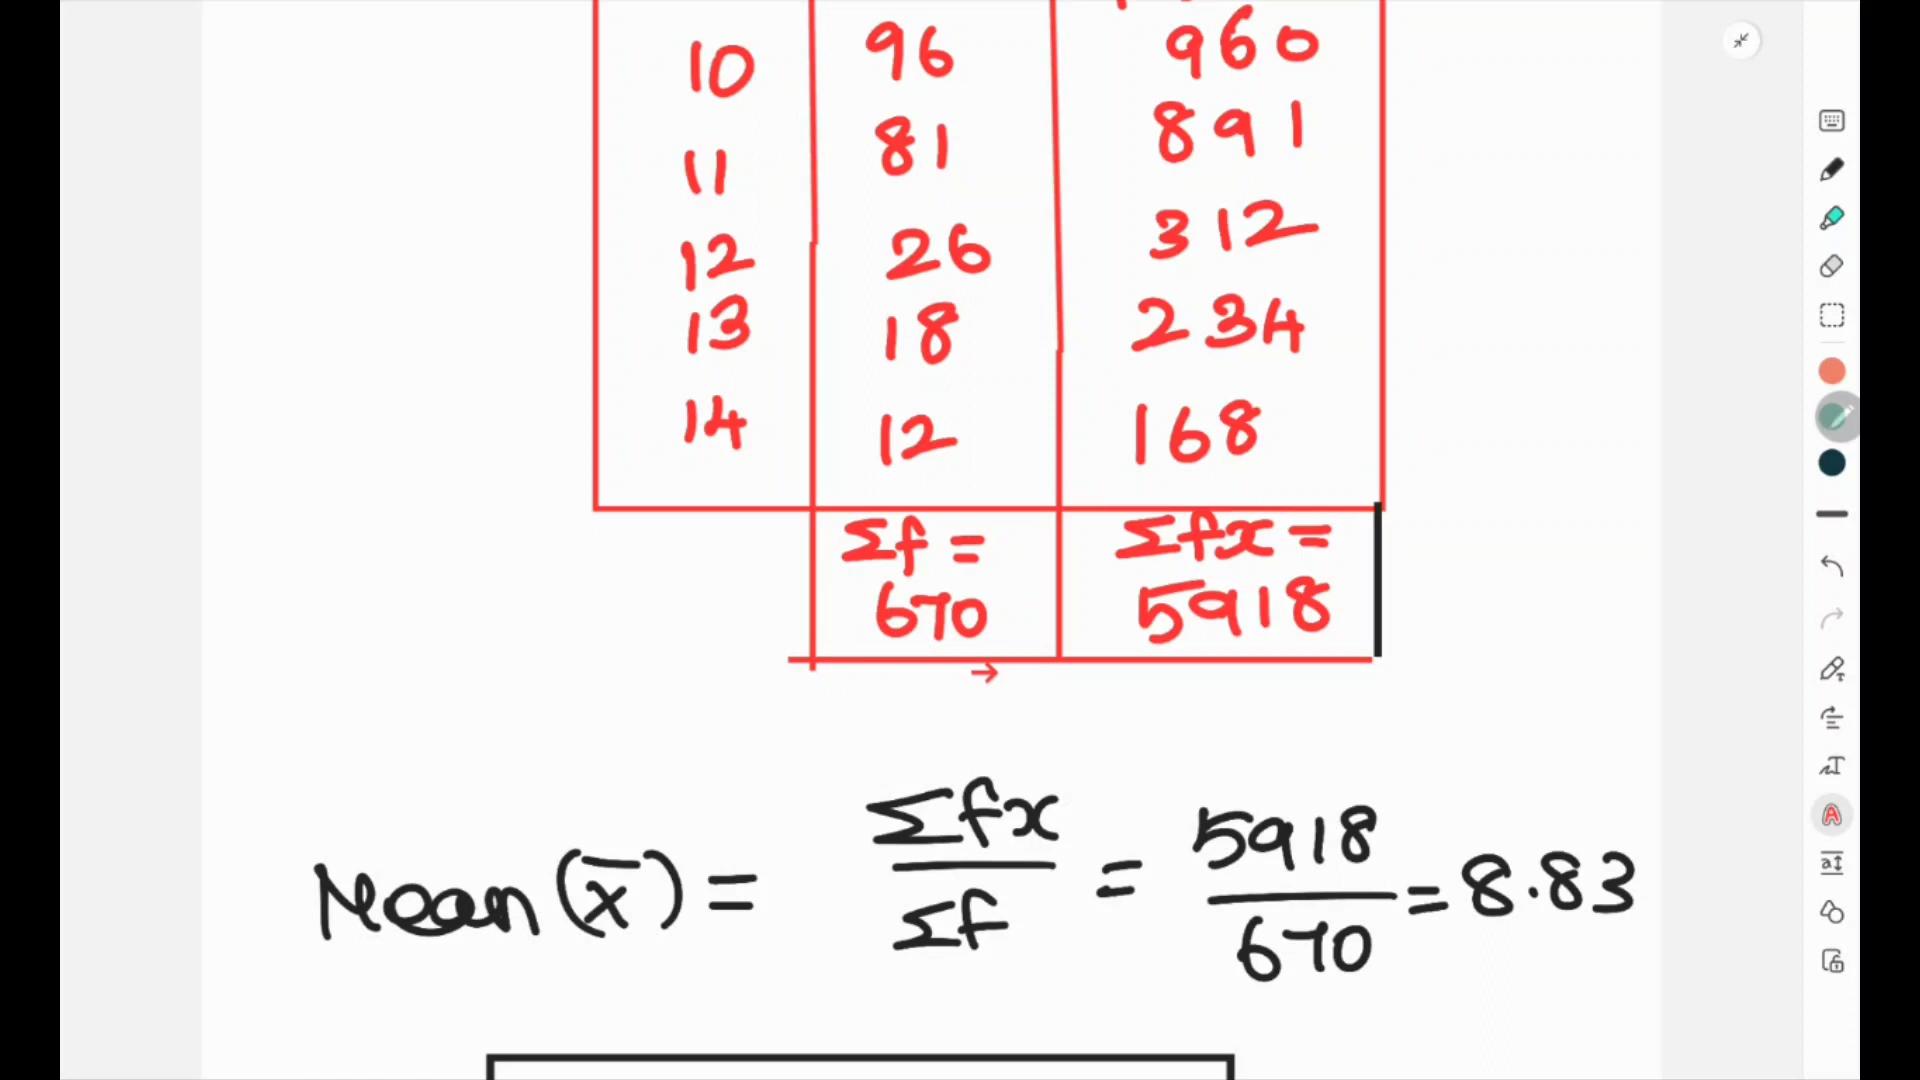 10 96 960
11 81 891
12 26 312
13 18 234
14 12 168
Σf = Σfx =
670 5918
→
Mean (x̄) = Σfx / Σf = 5918 / 670 = 8.83